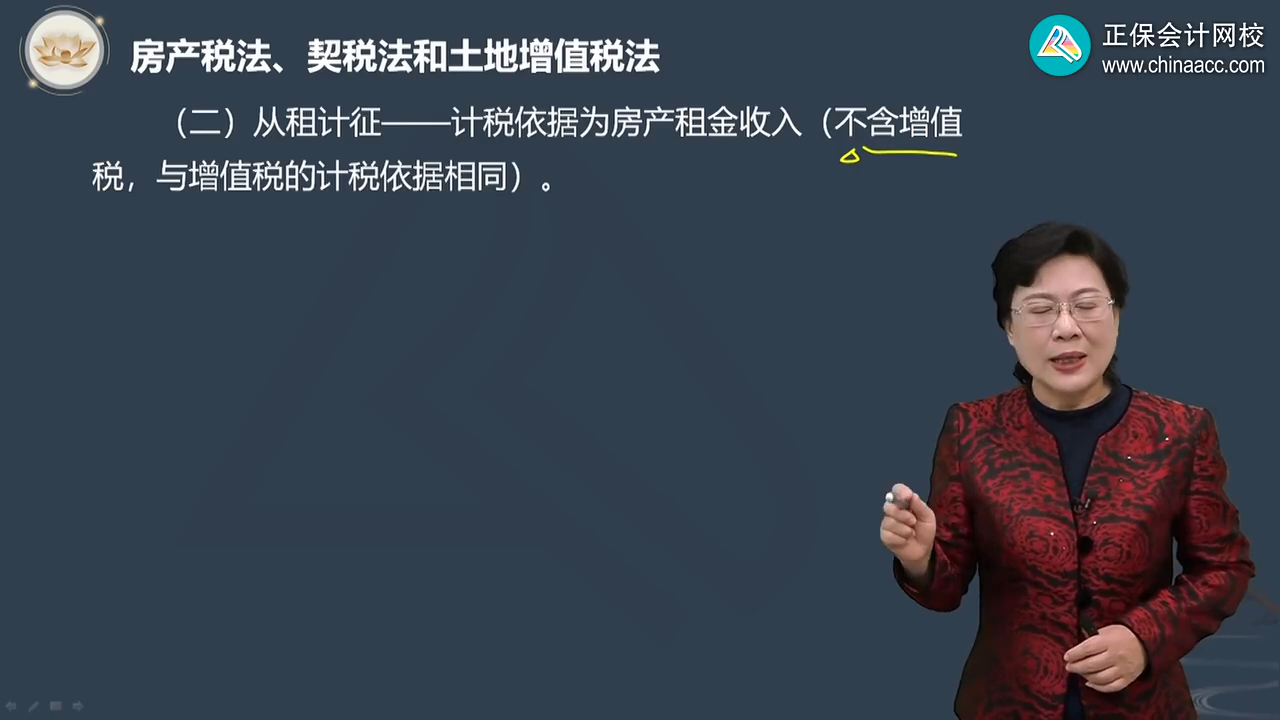 房产税法、契税法和土地增值税法
正保会计网校
www.chinaacc.com
（二）从租计征——计税依据为房产租金收入（不含增值
税，与增值税的计税依据相同）。